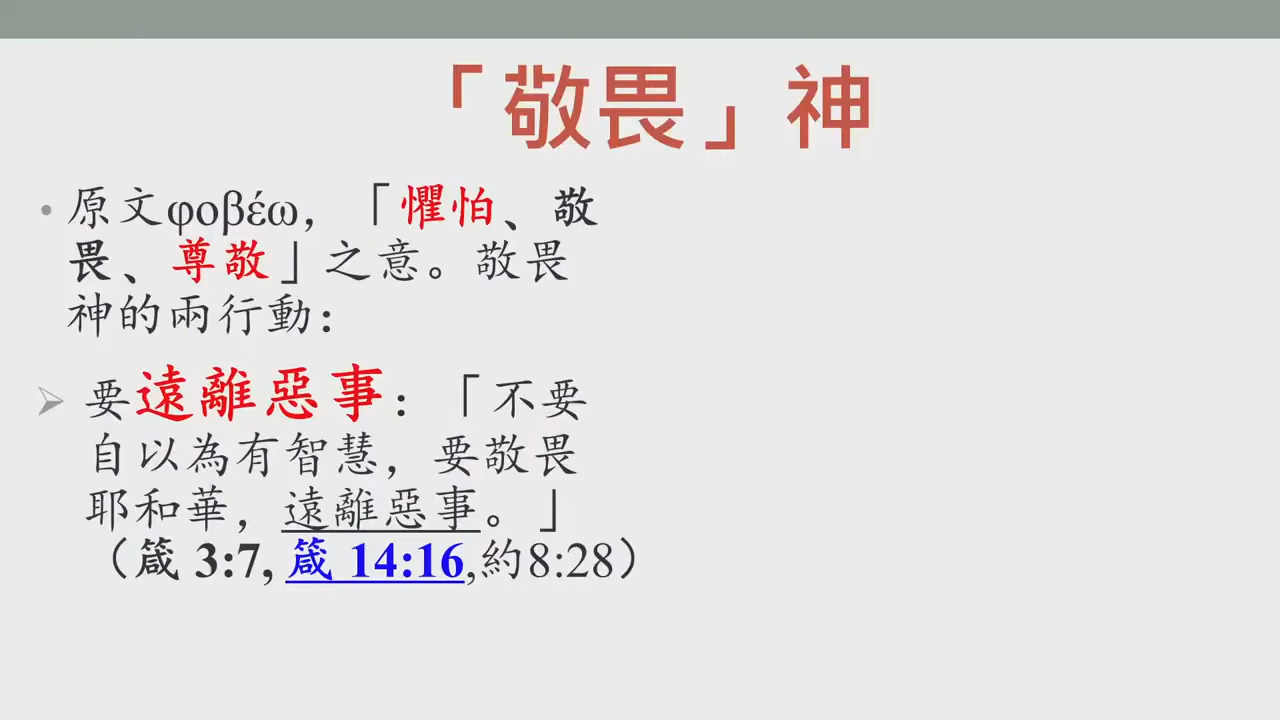 「敬畏」神
• 原文φοβέω，「懼怕、敬
畏、尊敬」之意。敬畏
神的兩行動：
➢ 要遠離惡事：「不要
自以為有智慧，要敬畏
耶和華，遠離惡事。」
（箴 3:7, 箴 14:16,約8:28）